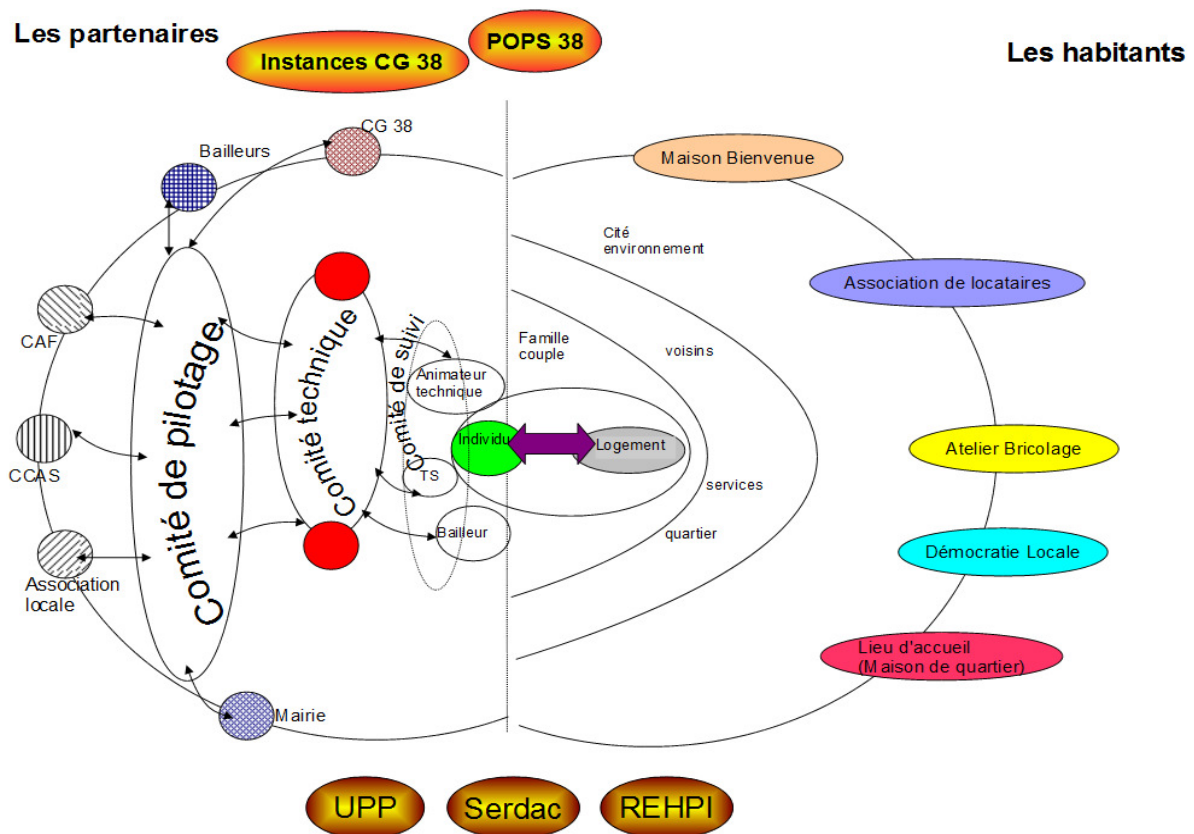 Les partenaires
Instances CG 38
POPS 38
Les habitants
CG 38
Bailleurs
CAF
CCAS
Association
locale
Mairie
Comité de pilotage
Comité technique
Comité de suivi
Animateur
technique
TS
Bailleur
Individu
Logement
Famille
couple
voisins
services
quartier
Cité
environnement
Maison Bienvenue
Association de locataires
Atelier Bricolage
Démocratie Locale
Lieu d'accueil
(Maison de quartier)
UPP
Serdac
REHPI